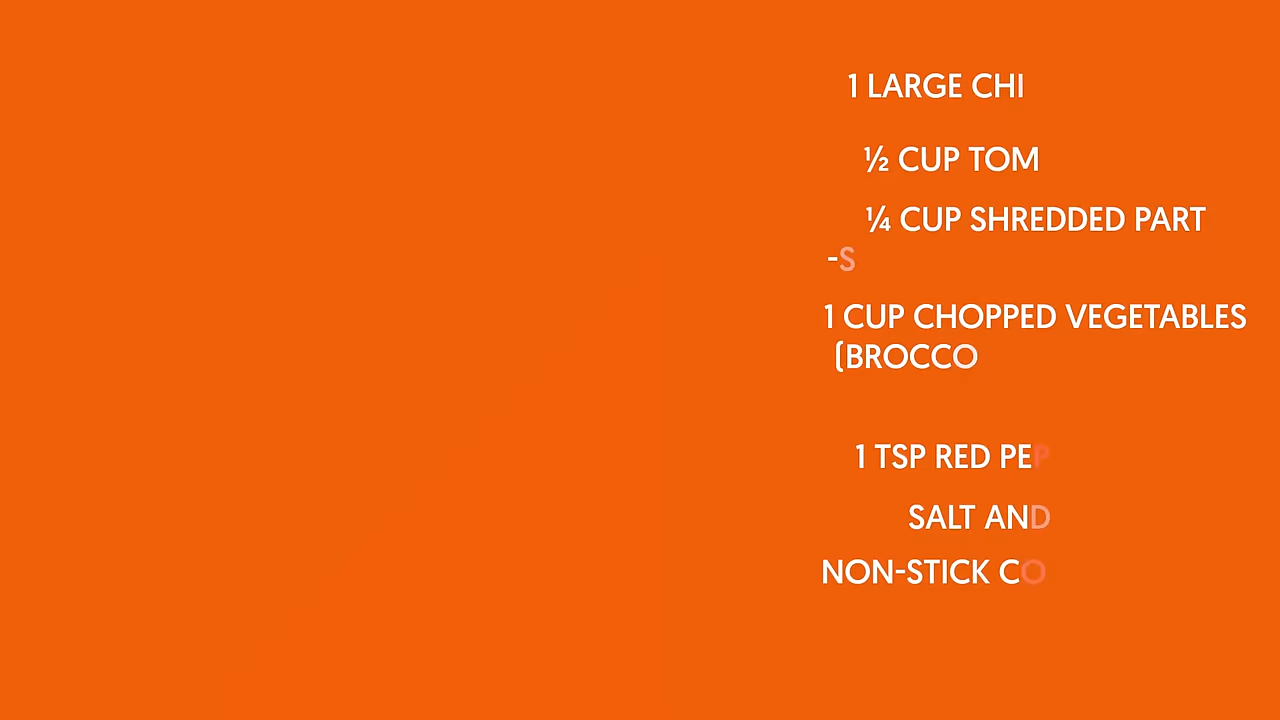 1 LARGE CHI
½ CUP TOM
¼ CUP SHREDDED PART
-S
1 CUP CHOPPED VEGETABLES
(BROCCO
1 TSP RED PEP
SALT AND
NON-STICK CO